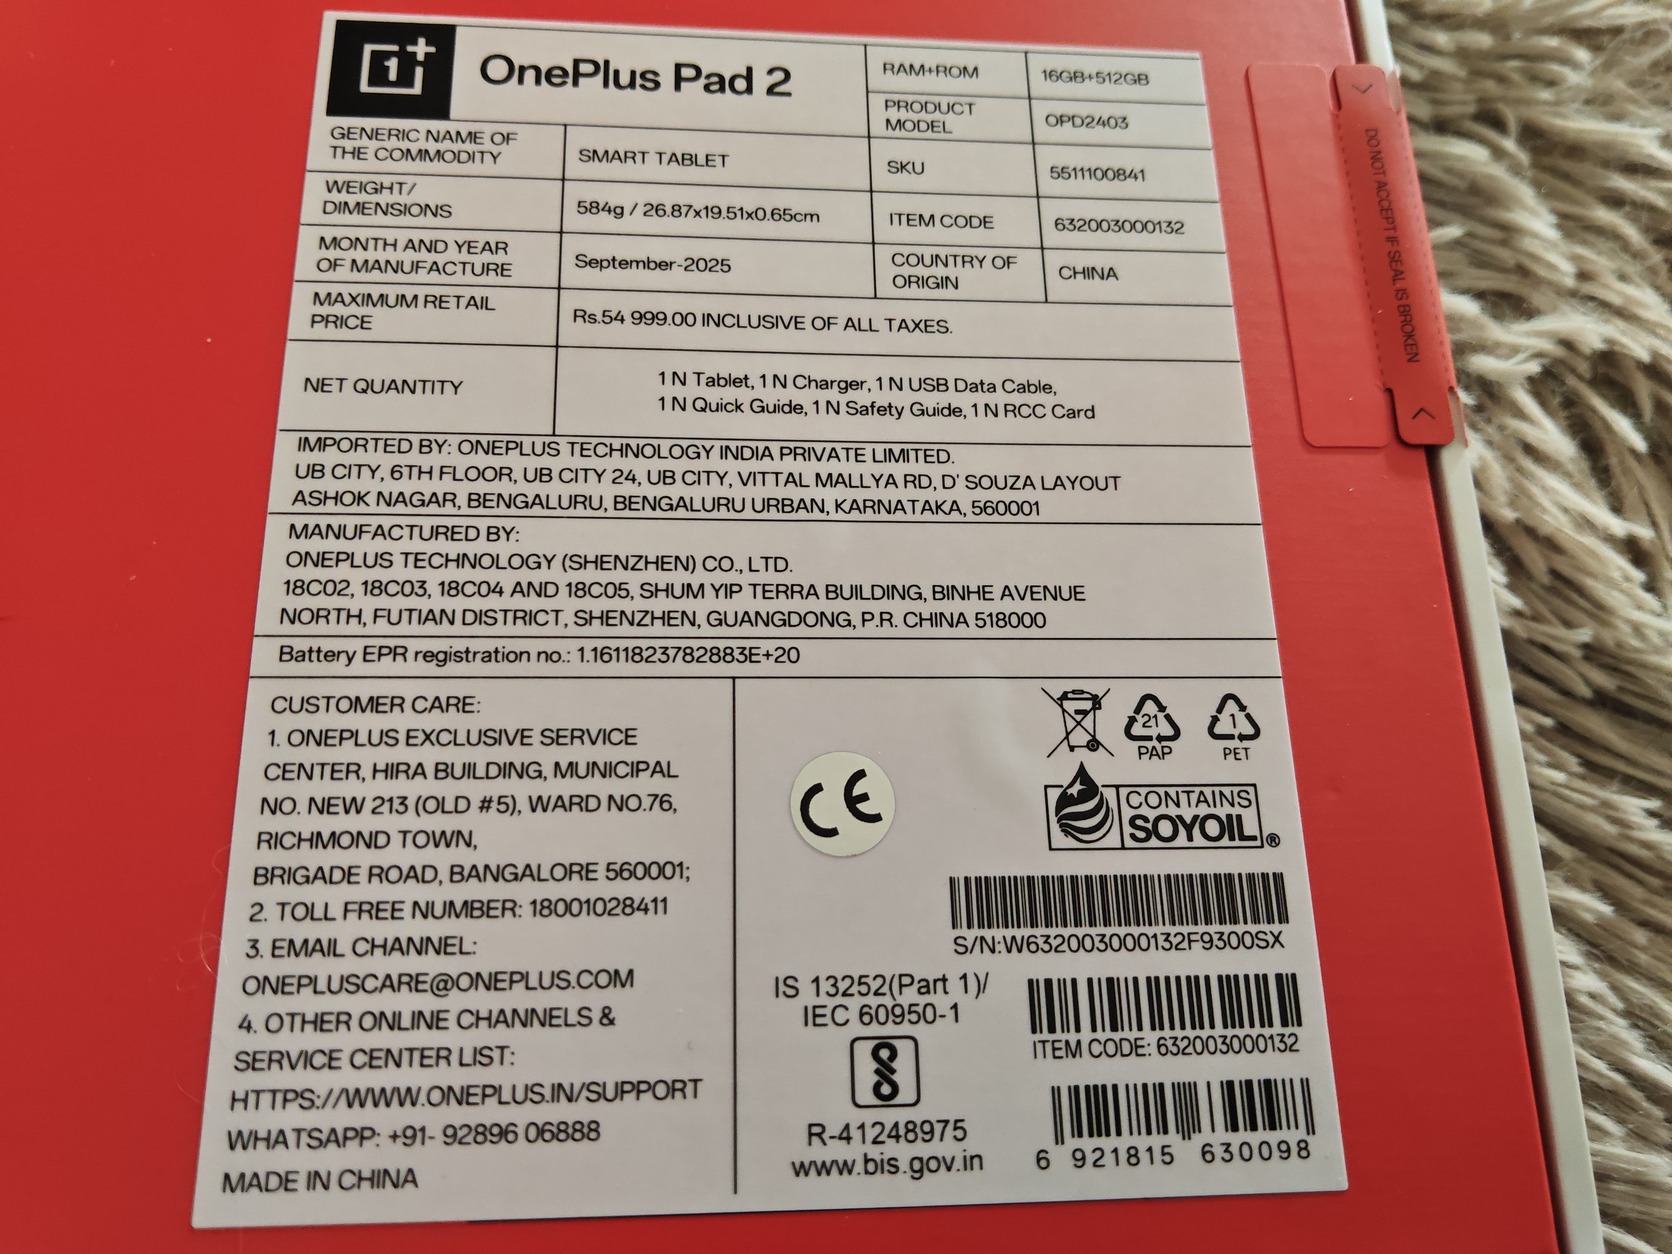 1+
OnePlus Pad 2
RAM+ROM
16GB+512GB
PRODUCT
MODEL
OPD2403
GENERIC NAME OF
THE COMMODITY
SMART TABLET
SKU
5511100841
WEIGHT/
DIMENSIONS
584g / 26.87x19.51x0.65cm
ITEM CODE
632003000132
MONTH AND YEAR
OF MANUFACTURE
September-2025
COUNTRY OF
ORIGIN
CHINA
MAXIMUM RETAIL
PRICE
Rs.54 999.00 INCLUSIVE OF ALL TAXES.
NET QUANTITY
1 N Tablet, 1 N Charger, 1 N USB Data Cable,
1 N Quick Guide, 1 N Safety Guide, 1 N RCC Card
IMPORTED BY: ONEPLUS TECHNOLOGY INDIA PRIVATE LIMITED.
UB CITY, 6TH FLOOR, UB CITY 24, UB CITY, VITTAL MALLYA RD, D' SOUZA LAYOUT
ASHOK NAGAR, BENGALURU, BENGALURU URBAN, KARNATAKA, 560001
MANUFACTURED BY:
ONEPLUS TECHNOLOGY (SHENZHEN) CO., LTD.
18C02, 18C03, 18C04 AND 18C05, SHUM YIP TERRA BUILDING, BINHE AVENUE
NORTH, FUTIAN DISTRICT, SHENZHEN, GUANGDONG, P.R. CHINA 518000
Battery EPR registration no.: 1.1611823782883E+20
CUSTOMER CARE:
1. ONEPLUS EXCLUSIVE SERVICE
CENTER, HIRA BUILDING, MUNICIPAL
NO. NEW 213 (OLD #5), WARD NO.76,
RICHMOND TOWN,
BRIGADE ROAD, BANGALORE 560001;
2. TOLL FREE NUMBER: 18001028411
3. EMAIL CHANNEL:
ONEPLUSCARE@ONEPLUS.COM
4. OTHER ONLINE CHANNELS &
SERVICE CENTER LIST:
HTTPS://WWW.ONEPLUS.IN/SUPPORT
WHATSAPP: +91- 92896 06888
MADE IN CHINA
CE
21
PAP
1
PET
CONTAINS
SOYOIL®
S/N:W632003000132F9300SX
IS 13252(Part 1)/
IEC 60950-1
R-41248975
www.bis.gov.in
ITEM CODE: 632003000132
6 921815 630098
DO NOT ACCEPT IF SEAL IS BROKEN